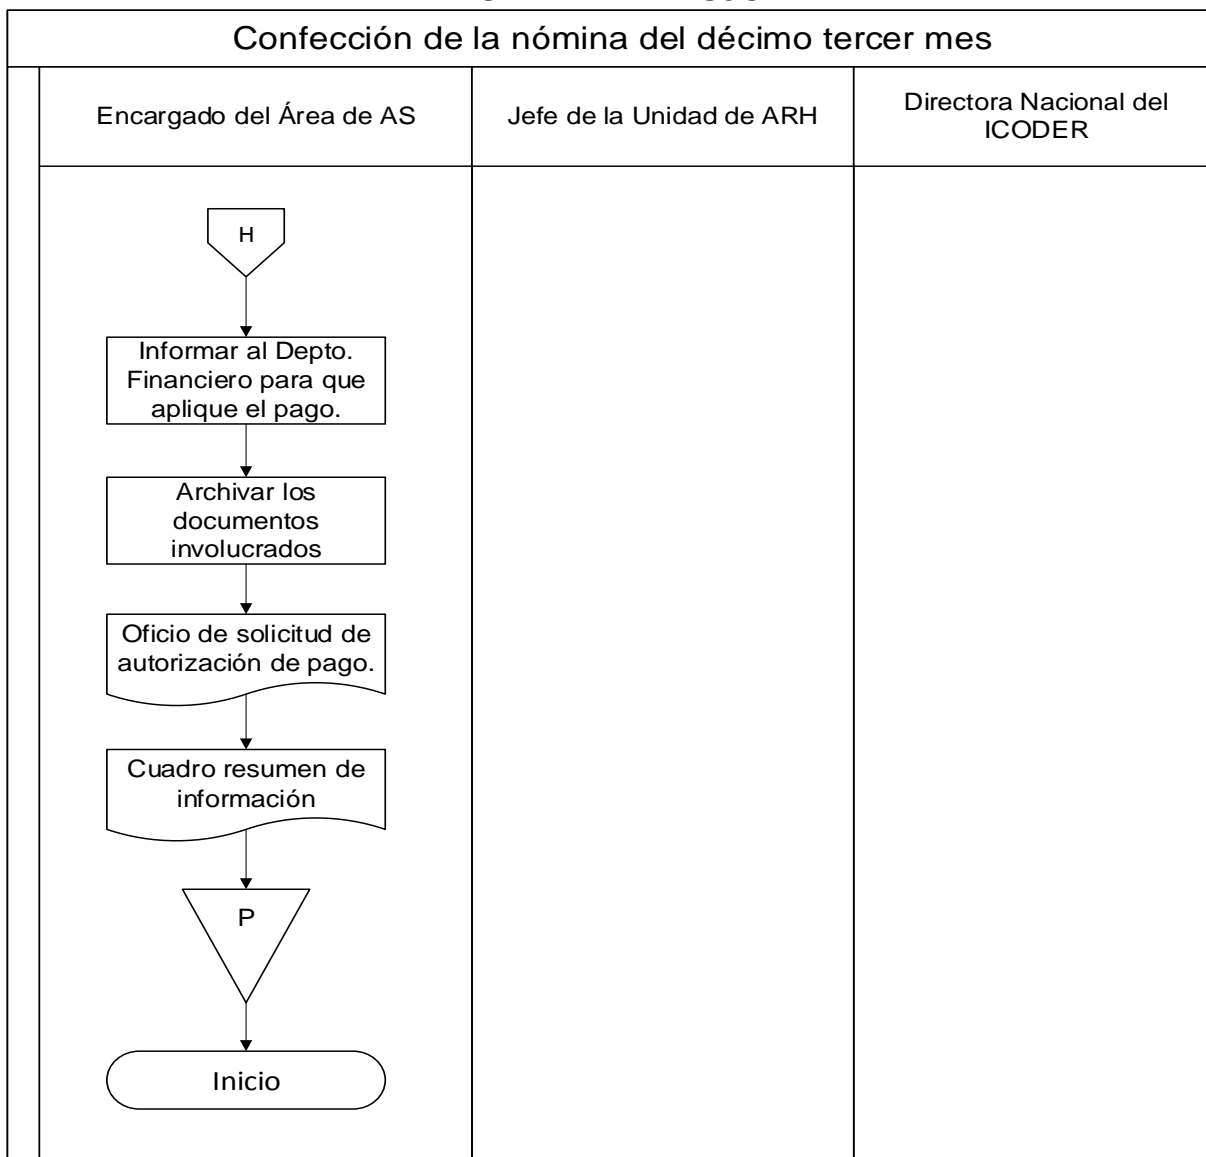 Confección de la nómina del décimo tercer mes
Encargado del Área de AS
Jefe de la Unidad de ARH
Directora Nacional del
ICODER
H
Informar al Depto.
Financiero para que
aplique el pago.
Archivar los
documentos
involucrados
Oficio de solicitud de
autorización de pago.
Cuadro resumen de
información
P
Inicio